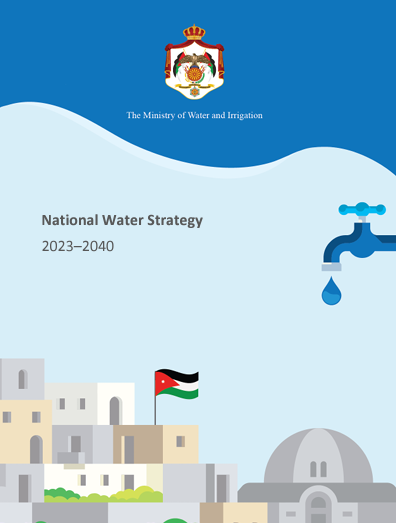 The Ministry of Water and Irrigation
National Water Strategy
2023–2040